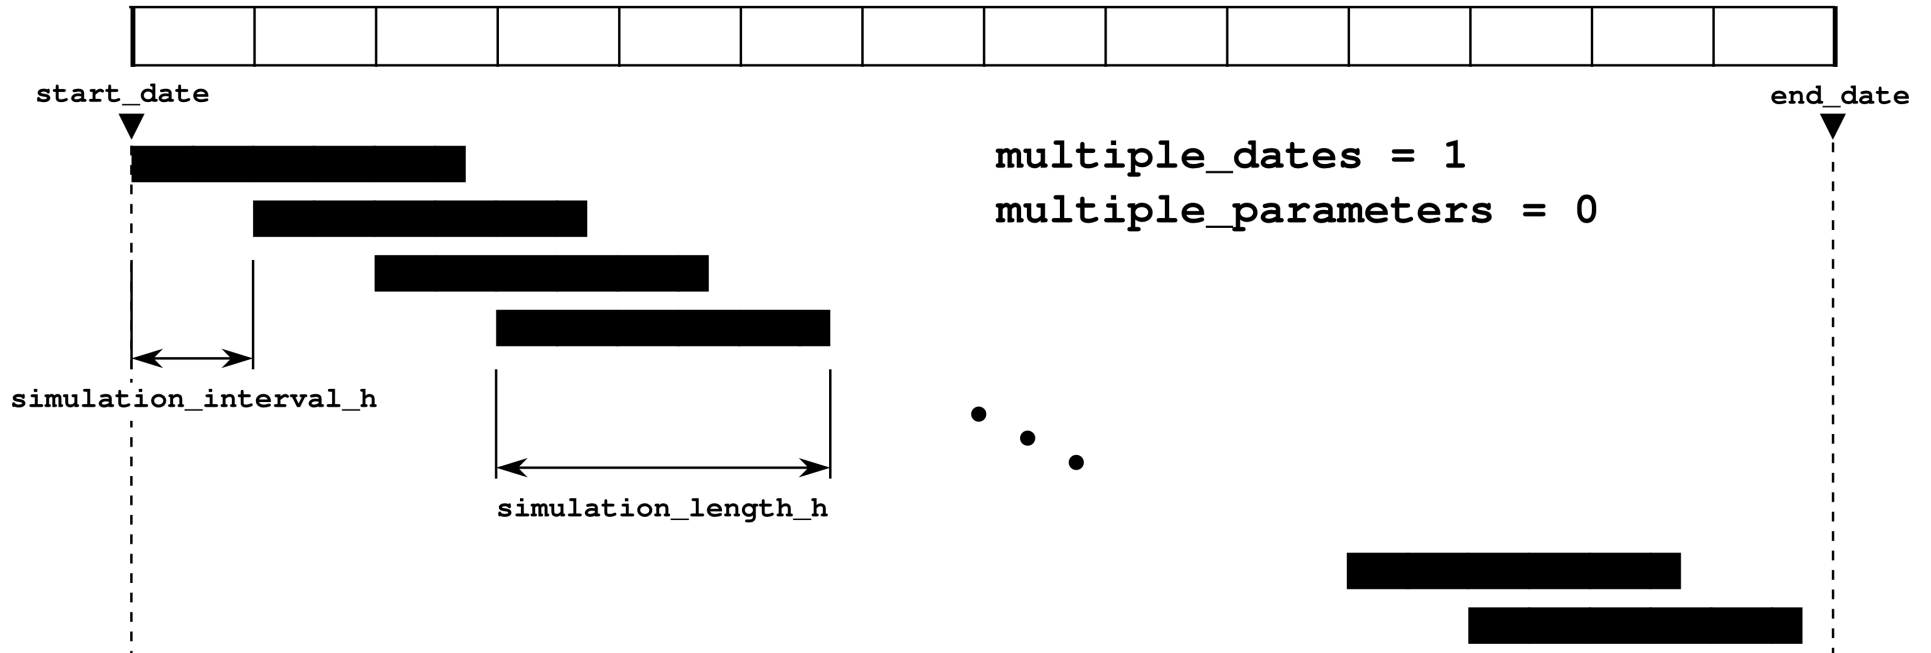 start_date
end_date
multiple_dates = 1
multiple_parameters = 0
simulation_interval_h
simulation_length_h